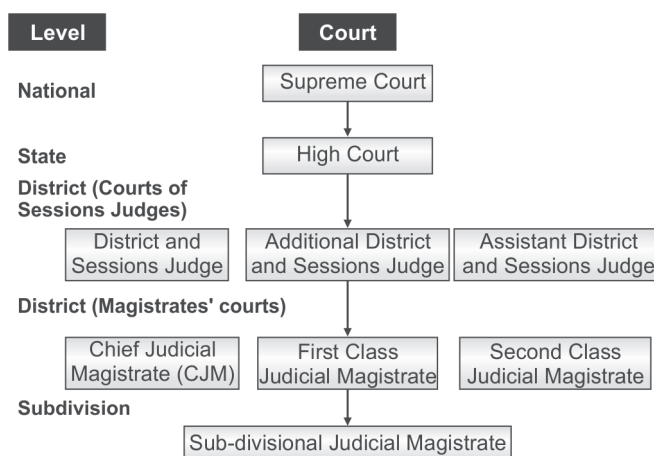 Level
Court
National
Supreme Court
State
High Court
District (Courts of
Sessions Judges)
District and
Sessions Judge
Additional District
and Sessions Judge
Assistant District
and Sessions Judge
District (Magistrates' courts)
Chief Judicial
Magistrate (CJM)
First Class
Judicial Magistrate
Second Class
Judicial Magistrate
Subdivision
Sub-divisional Judicial Magistrate